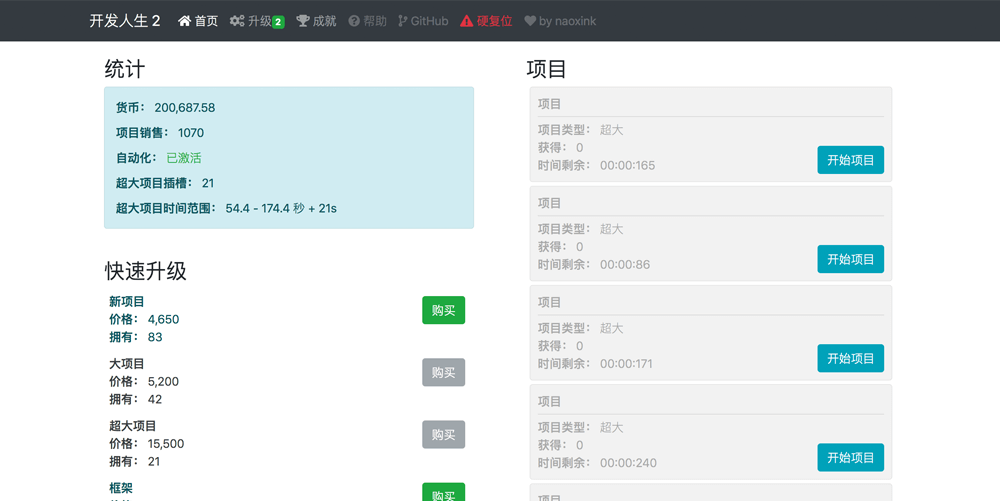 开发人生 2 首页 升级 2 成就 帮助 GitHub 硬复位 by naoxink
统计
货币： 200,687.58
项目销售： 1070
自动化： 已激活
超大项目插槽： 21
超大项目时间范围： 54.4 - 174.4 秒 + 21s
快速升级
新项目
价格： 4,650
拥有： 83
购买
大项目
价格： 5,200
拥有： 42
购买
超大项目
价格： 15,500
拥有： 21
购买
框架
购买
项目
项目
项目类型： 超大
获得： 0
时间剩余： 00:00:165
开始项目
项目
项目类型： 超大
获得： 0
时间剩余： 00:00:86
开始项目
项目
项目类型： 超大
获得： 0
时间剩余： 00:00:171
开始项目
项目
项目类型： 超大
获得： 0
时间剩余： 00:00:240
开始项目
项目